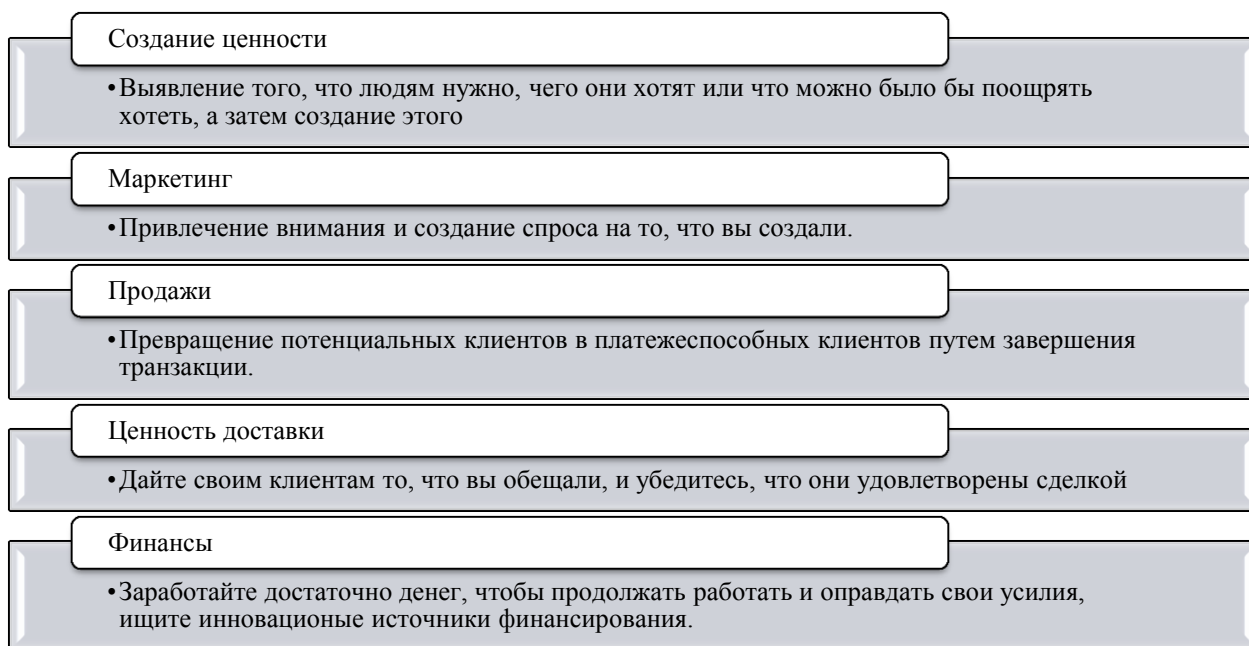 Создание ценности
•Выявление того, что людям нужно, чего они хотят или что можно было бы поощрять
хотеть, а затем создание этого
Маркетинг
•Привлечение внимания и создание спроса на то, что вы создали.
Продажи
•Превращение потенциальных клиентов в платежеспособных клиентов путем завершения
транзакции.
Ценность доставки
•Дайте своим клиентам то, что вы обещали, и убедитесь, что они удовлетворены сделкой
Финансы
•Заработайте достаточно денег, чтобы продолжать работать и оправдать свои усилия,
ищите инновационые источники финансирования.